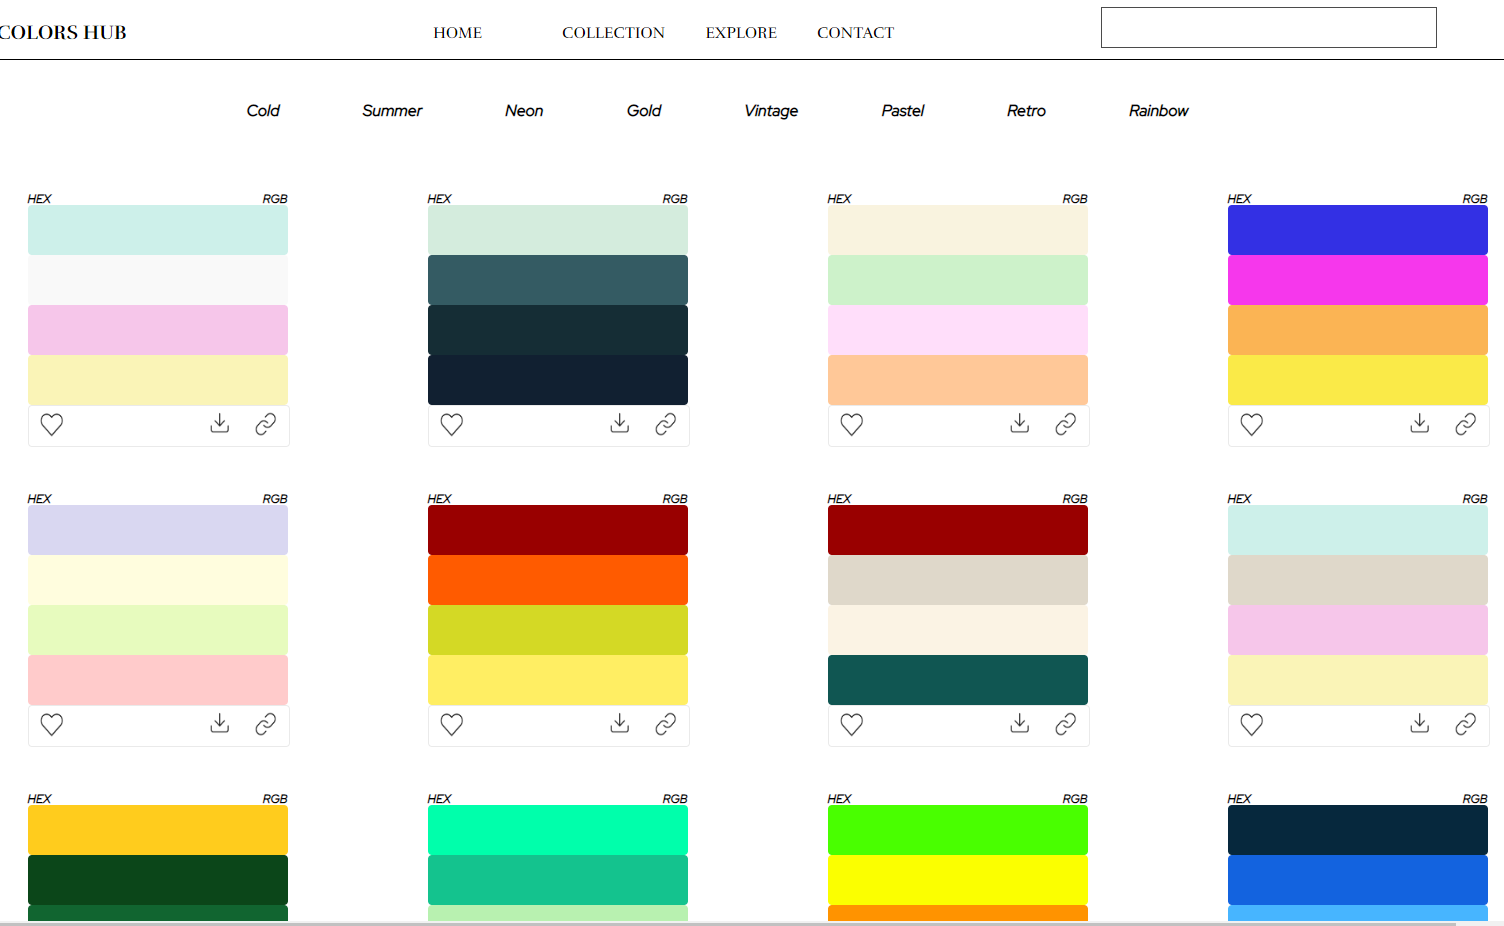 COLORS HUB
HOME COLLECTION EXPLORE CONTACT
Cold Summer Neon Gold Vintage Pastel Retro Rainbow
HEX RGB HEX RGB HEX RGB HEX RGB
HEX RGB HEX RGB HEX RGB HEX RGB
HEX RGB HEX RGB HEX RGB HEX RGB